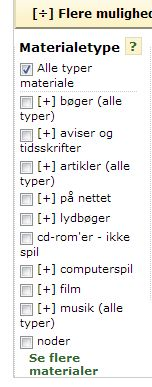 [÷] Flere mulighed
Materialetype ?
Alle typer
materiale
[+] bøger (alle
typer)
[+] aviser og
tidsskrifter
[+] artikler (alle
typer)
[+] på nettet
[+] lydbøger
cd-rom'er - ikke
spil
[+] computerspil
[+] film
[+] musik (alle
typer)
noder
Se flere
materialer